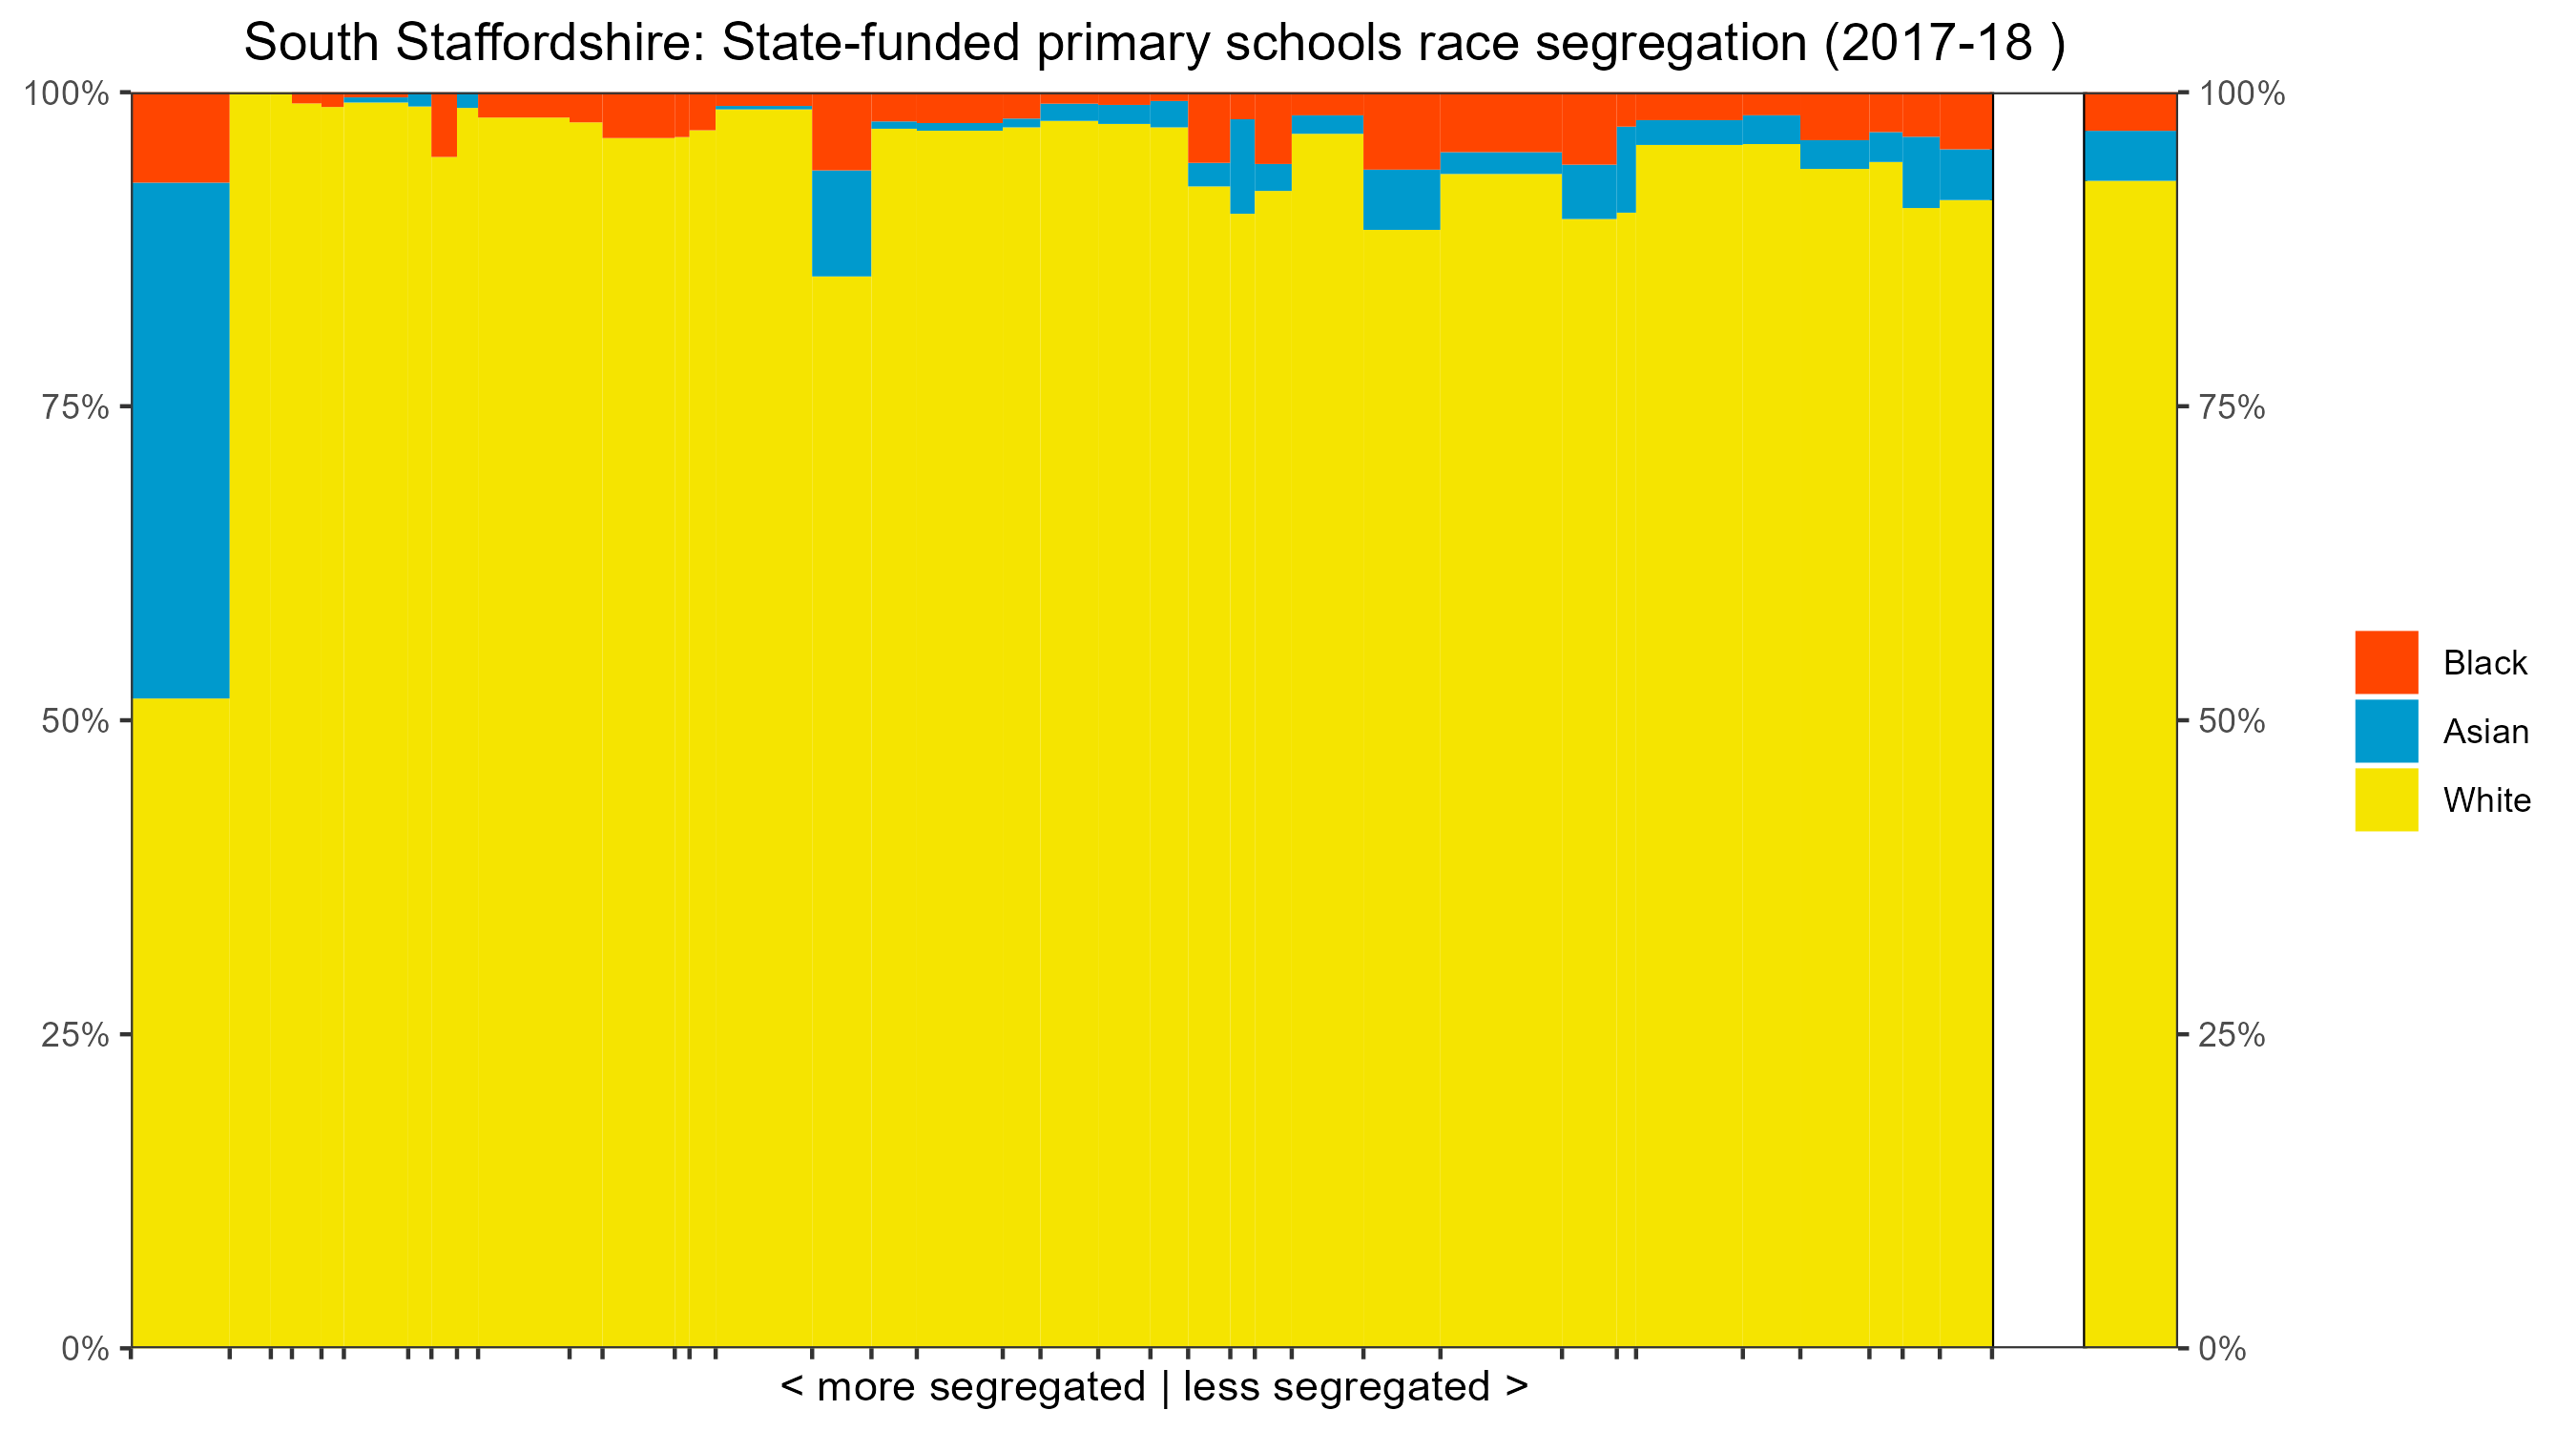 South Staffordshire: State-funded primary schools race segregation (2017-18 )
100%
75%
50%
25%
0%
100%
75%
50%
25%
0%
Black
Asian
White
< more segregated | less segregated >